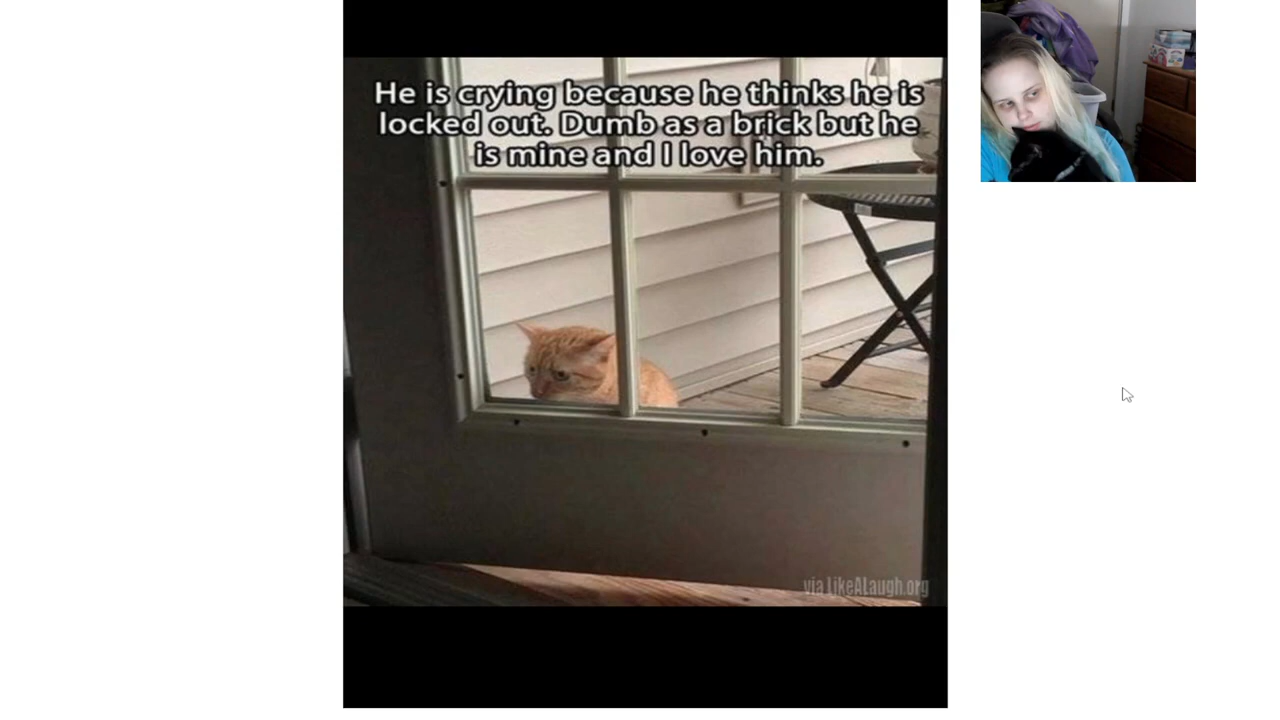 He is crying because he thinks he is
locked out. Dumb as a brick but he
is mine and I love him.
via LikeALaugh.org